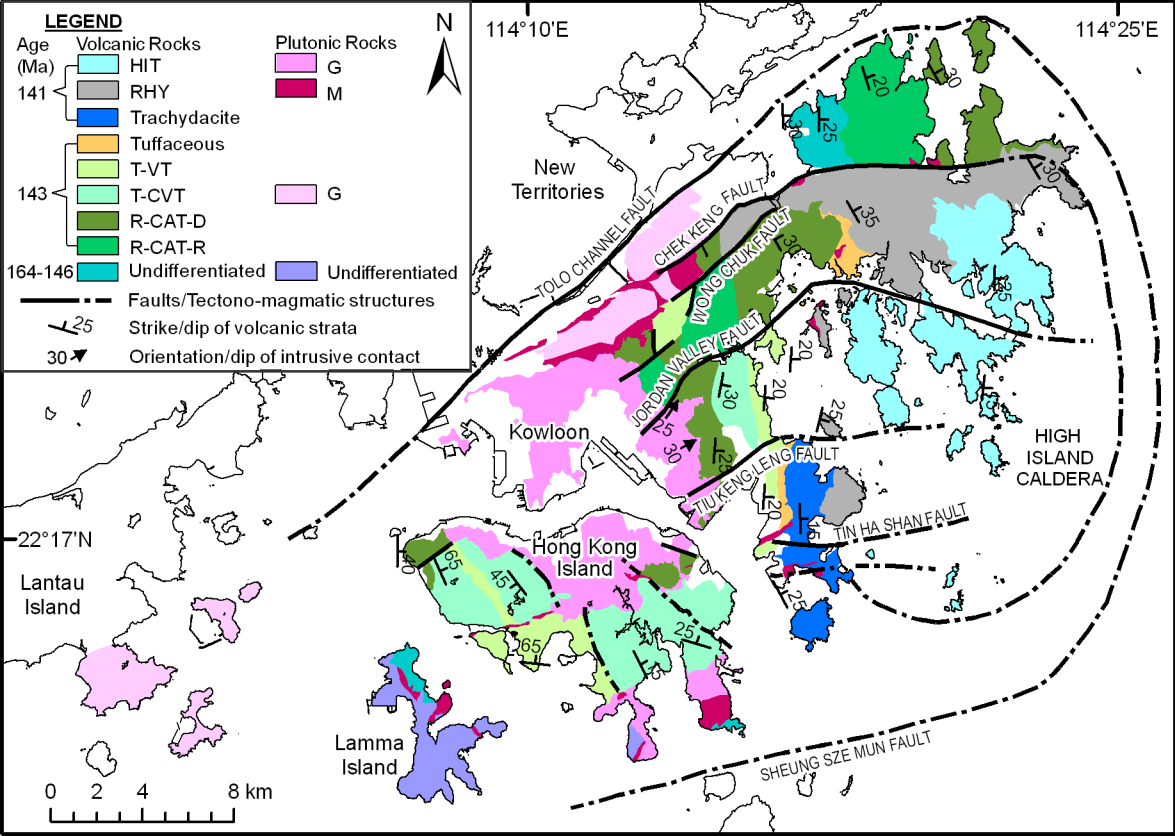 LEGEND
Age
(Ma)
Volcanic Rocks
Plutonic Rocks
HIT
G
141
RHY
M
Trachydacite
Tuffaceous
T-VT
143
T-CVT
G
R-CAT-D
R-CAT-R
164-146
Undifferentiated
Undifferentiated
Faults/Tectono-magmatic structures
25
Strike/dip of volcanic strata
30
Orientation/dip of intrusive contact
N
114°10'E
114°25'E
22°17'N
New
Territories
TOLO CHANNEL FAULT
CHEK KENG FAULT
WONG CHUK FAULT
JORDAN VALLEY FAULT
TIU KENG LENG FAULT
TIN HA SHAN FAULT
SHEUNG SZE MUN FAULT
HIGH
ISLAND
CALDERA
Kowloon
Hong Kong
Island
Lantau
Island
Lamma
Island
20
30
30
25
30
35
30
25
20
30
20
25
25
30
25
20
25
65
45
25
65
0
2
4
8 km